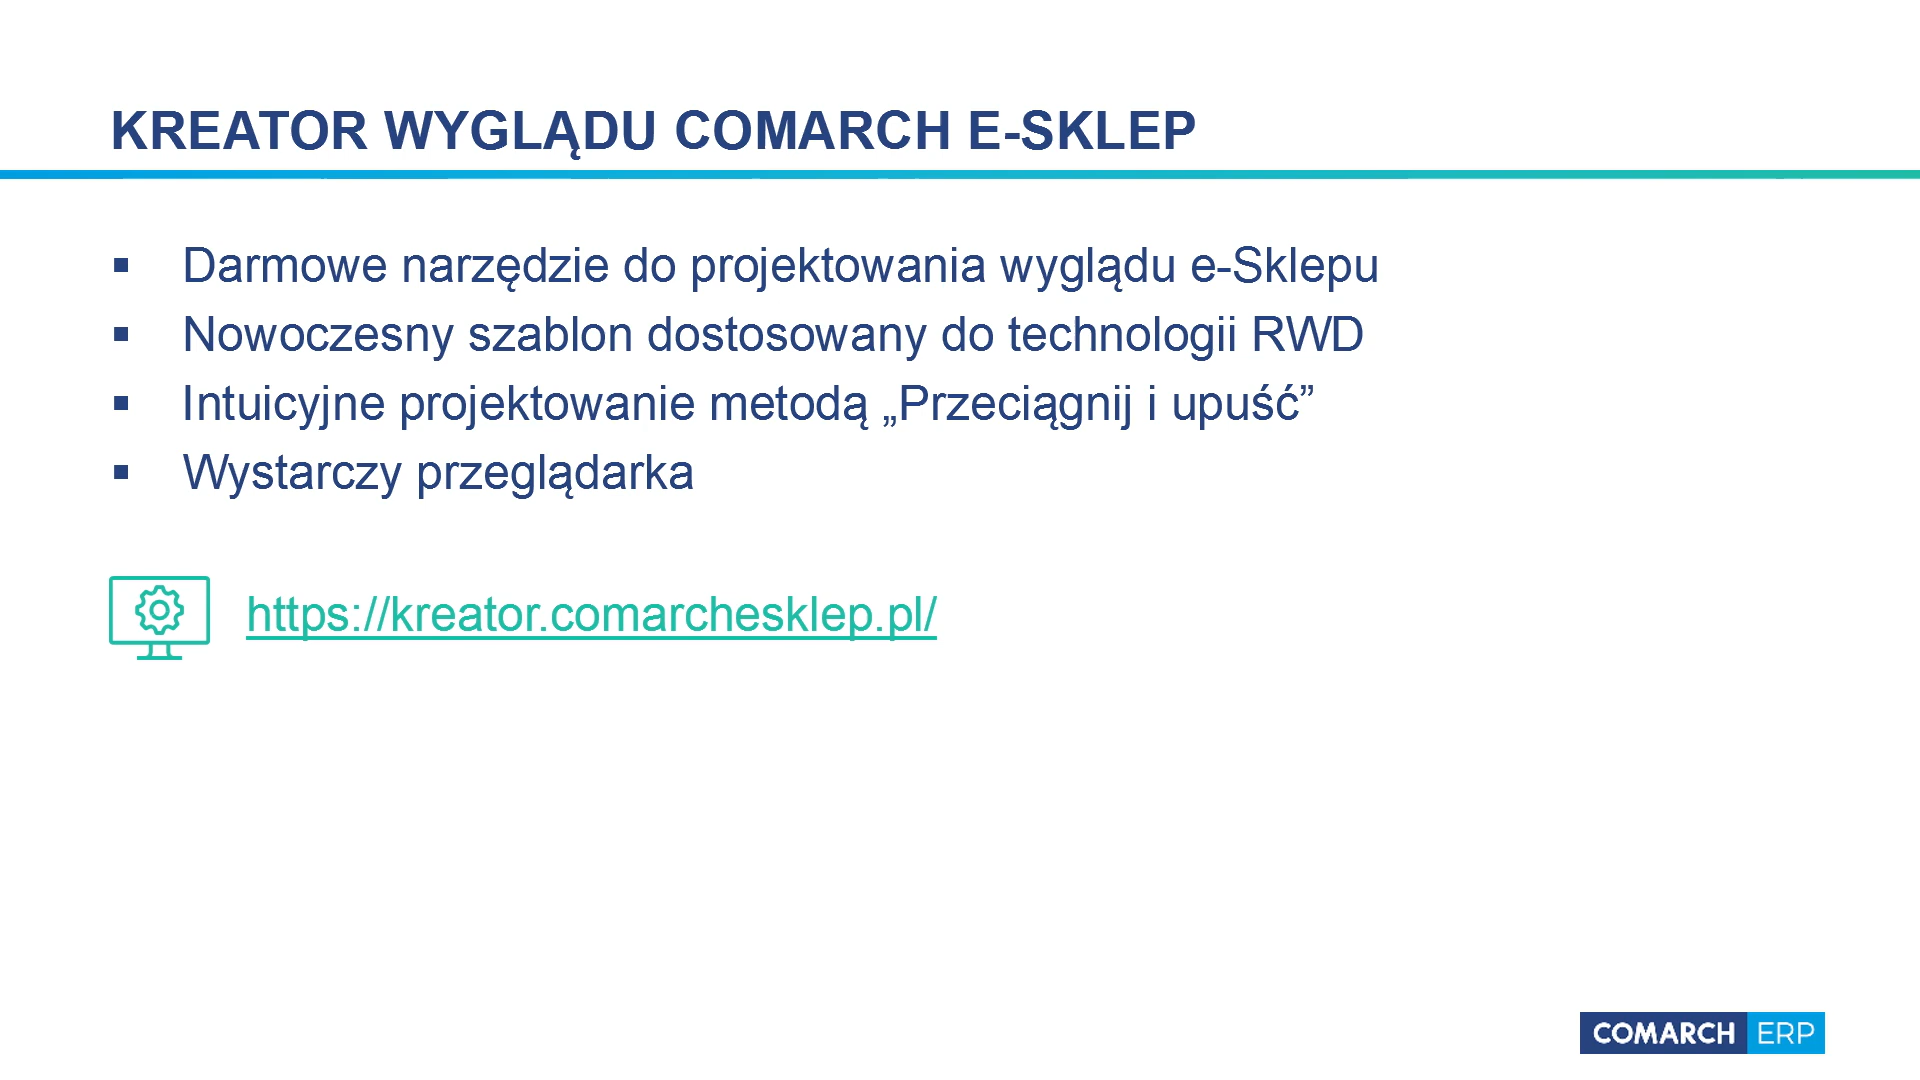 KREATOR WYGLĄDU COMARCH E-SKLEP
▪ Darmowe narzędzie do projektowania wyglądu e-Sklepu
▪ Nowoczesny szablon dostosowany do technologii RWD
▪ Intuicyjne projektowanie metodą „Przeciągnij i upuść”
▪ Wystarczy przeglądarka
https://kreator.comarchesklep.pl/
COMARCH ERP